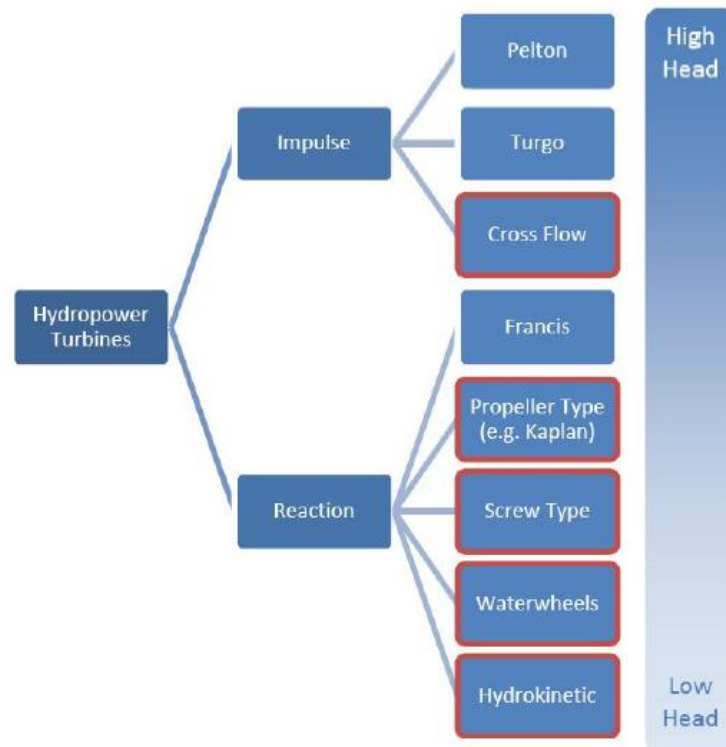 Hydropower
Turbines
Impulse
Reaction
Pelton
Turgo
Cross Flow
Francis
Propeller Type
(e.g. Kaplan)
Screw Type
Waterwheels
Hydrokinetic
High
Head
Low
Head